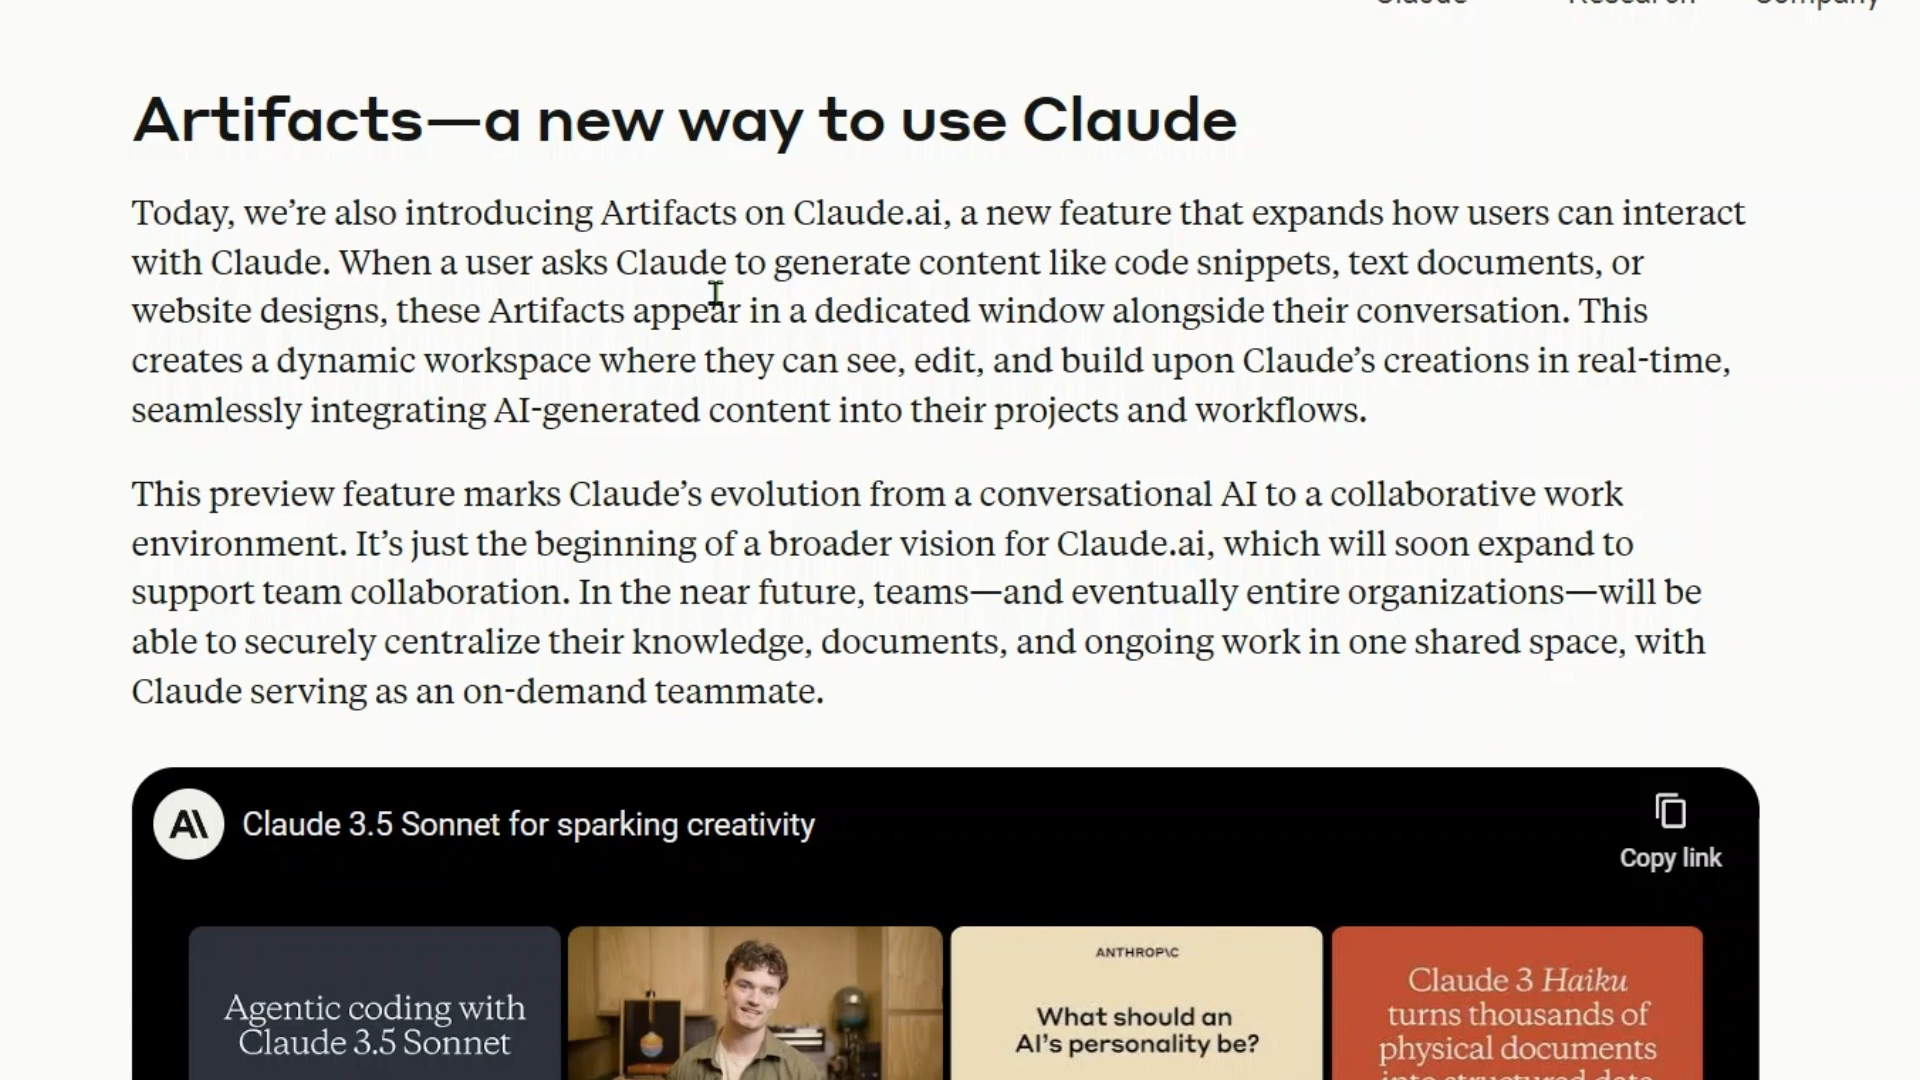 Claude Research Company
Artifacts—a new way to use Claude
Today, we’re also introducing Artifacts on Claude.ai, a new feature that expands how users can interact
with Claude. When a user asks Claude to generate content like code snippets, text documents, or
website designs, these Artifacts appear in a dedicated window alongside their conversation. This
creates a dynamic workspace where they can see, edit, and build upon Claude’s creations in real-time,
seamlessly integrating AI-generated content into their projects and workflows.
This preview feature marks Claude’s evolution from a conversational AI to a collaborative work
environment. It’s just the beginning of a broader vision for Claude.ai, which will soon expand to
support team collaboration. In the near future, teams—and eventually entire organizations—will be
able to securely centralize their knowledge, documents, and ongoing work in one shared space, with
Claude serving as an on-demand teammate.
AI
Claude 3.5 Sonnet for sparking creativity
Copy link
Agentic coding with
Claude 3.5 Sonnet
ANTHROP\C
What should an
AI’s personality be?
Claude 3 Haiku
turns thousands of
physical documents
into structured data